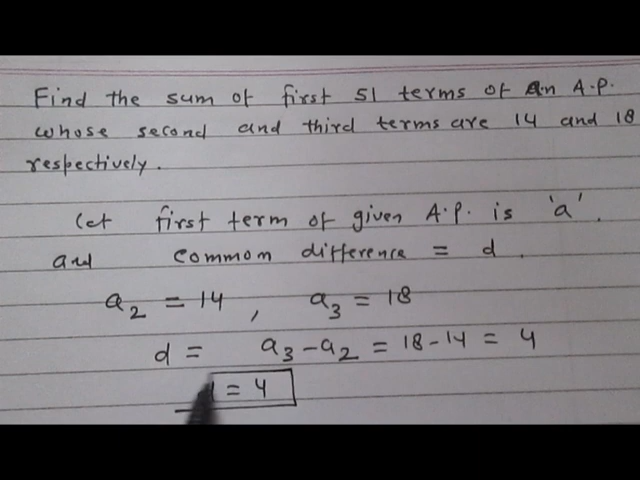 Find the sum of first 51 terms of an A.P.
whose second and third terms are 14 and 18
respectively.
Let first term of given A.P. is 'a'.
and common difference = d.
a₂ = 14, a₃ = 18
d = a₃ - a₂ = 18 - 14 = 4
= 4